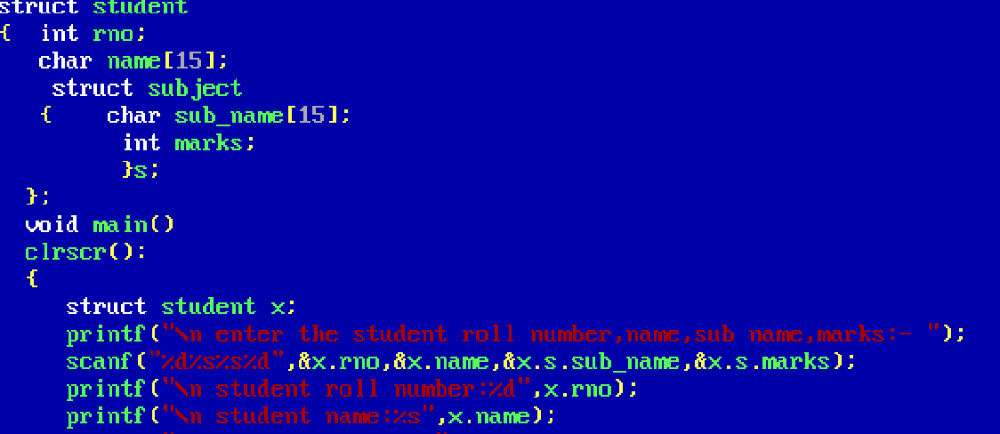 struct student
{  int rno;
char name[15];
struct subject
{    char sub_name[15];
int marks;
}s;
};
void main()
clrscr():
{
struct student x;
printf("\n enter the student roll number,name,sub name,marks:- ");
scanf("%d%s%s%d",&x.rno,&x.name,&x.s.sub_name,&x.s.marks);
printf("\n student roll number:%d",x.rno);
printf("\n student name:%s",x.name);